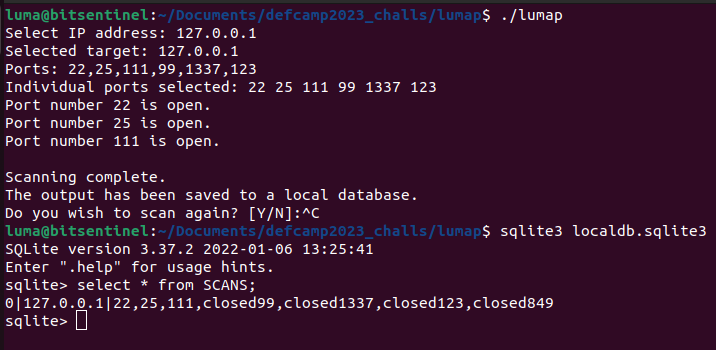 luma@bitsentinel:~/Documents/defcamp2023_challs/lumap$ ./lumap
Select IP address: 127.0.0.1
Selected target: 127.0.0.1
Ports: 22,25,111,99,1337,123
Individual ports selected: 22 25 111 99 1337 123
Port number 22 is open.
Port number 25 is open.
Port number 111 is open.
Scanning complete.
The output has been saved to a local database.
Do you wish to scan again? [Y/N]:^C
luma@bitsentinel:~/Documents/defcamp2023_challs/lumap$ sqlite3 localdb.sqlite3
SQLite version 3.37.2 2022-01-06 13:25:41
Enter ".help" for usage hints.
sqlite> select * from SCANS;
0|127.0.0.1|22,25,111,closed99,closed1337,closed123,closed849
sqlite>